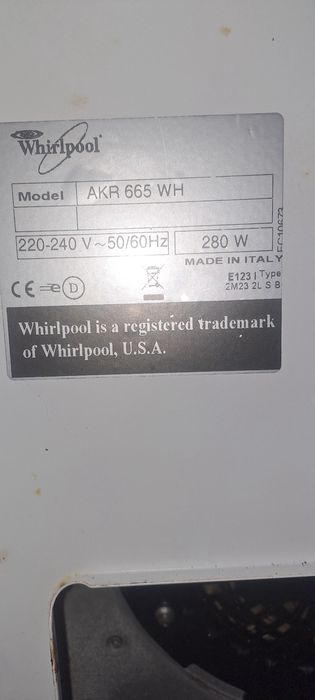 Whirlpool
Model AKR 665 WH
220-240 V ~ 50/60Hz 280 W
MADE IN ITALY
CE D E123 I Type
2M23 2L S B
Whirlpool is a registered trademark
of Whirlpool, U.S.A.